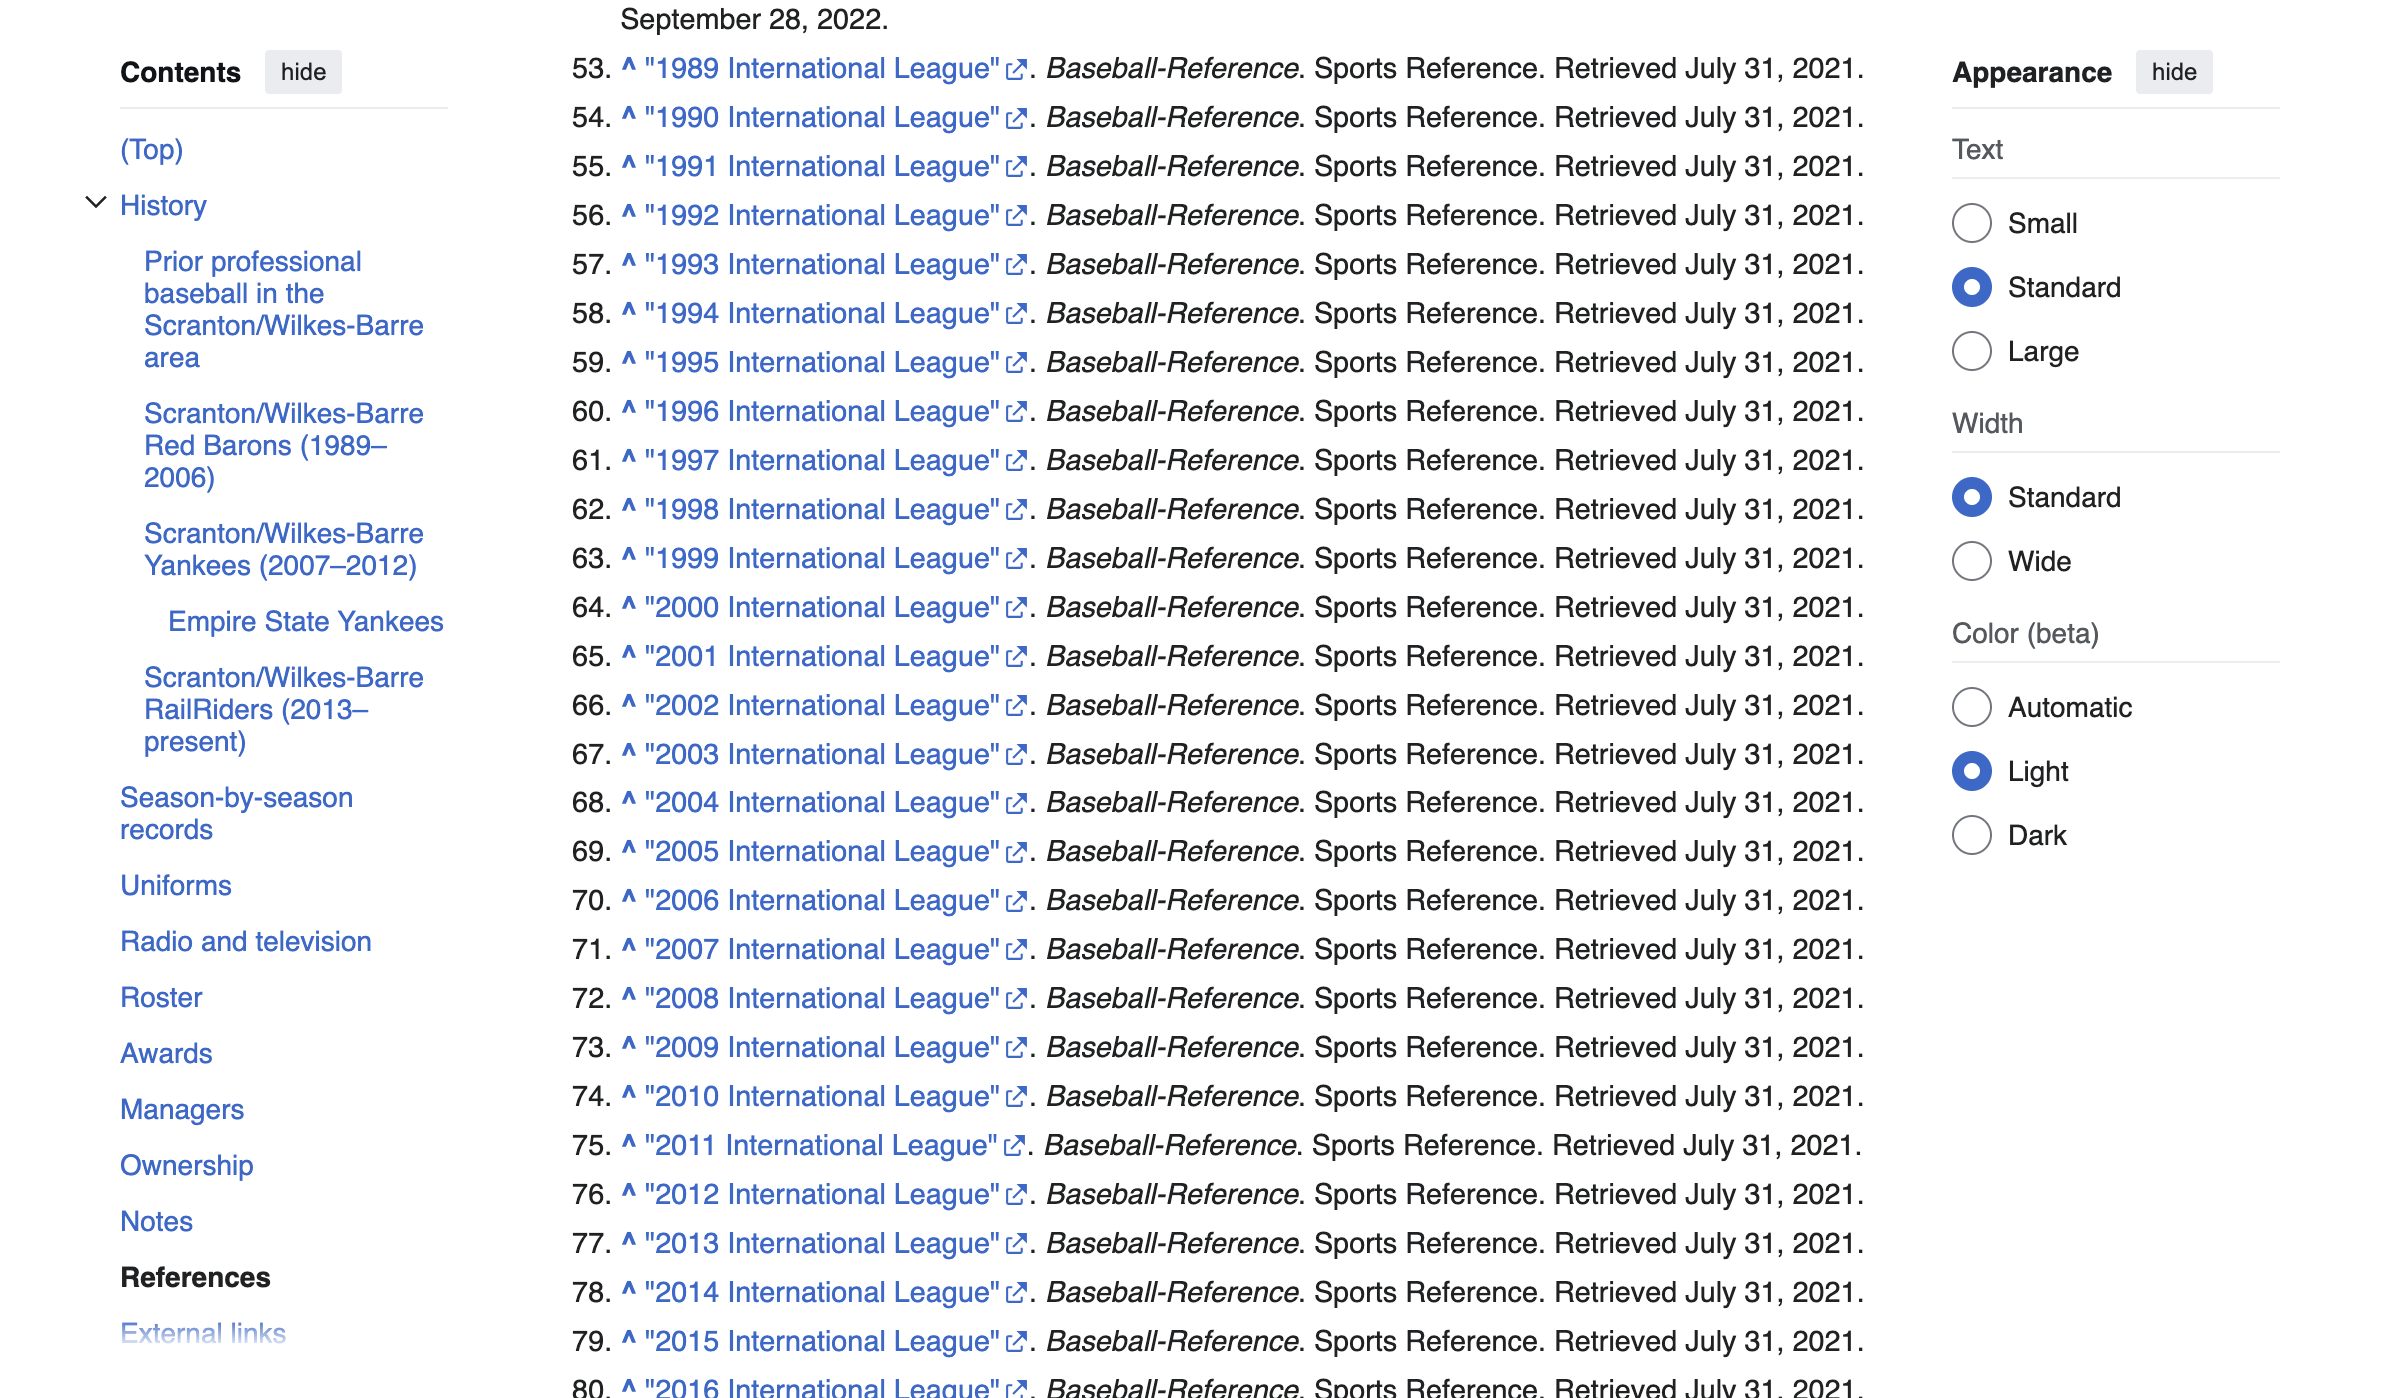 Contents hide
(Top)
History
Prior professional
baseball in the
Scranton/Wilkes-Barre
area
Scranton/Wilkes-Barre
Red Barons (1989–
2006)
Scranton/Wilkes-Barre
Yankees (2007–2012)
Empire State Yankees
Scranton/Wilkes-Barre
RailRiders (2013–
present)
Season-by-season
records
Uniforms
Radio and television
Roster
Awards
Managers
Ownership
Notes
References
External links
September 28, 2022.
53. ^ "1989 International League". Baseball-Reference. Sports Reference. Retrieved July 31, 2021.
54. ^ "1990 International League". Baseball-Reference. Sports Reference. Retrieved July 31, 2021.
55. ^ "1991 International League". Baseball-Reference. Sports Reference. Retrieved July 31, 2021.
56. ^ "1992 International League". Baseball-Reference. Sports Reference. Retrieved July 31, 2021.
57. ^ "1993 International League". Baseball-Reference. Sports Reference. Retrieved July 31, 2021.
58. ^ "1994 International League". Baseball-Reference. Sports Reference. Retrieved July 31, 2021.
59. ^ "1995 International League". Baseball-Reference. Sports Reference. Retrieved July 31, 2021.
60. ^ "1996 International League". Baseball-Reference. Sports Reference. Retrieved July 31, 2021.
61. ^ "1997 International League". Baseball-Reference. Sports Reference. Retrieved July 31, 2021.
62. ^ "1998 International League". Baseball-Reference. Sports Reference. Retrieved July 31, 2021.
63. ^ "1999 International League". Baseball-Reference. Sports Reference. Retrieved July 31, 2021.
64. ^ "2000 International League". Baseball-Reference. Sports Reference. Retrieved July 31, 2021.
65. ^ "2001 International League". Baseball-Reference. Sports Reference. Retrieved July 31, 2021.
66. ^ "2002 International League". Baseball-Reference. Sports Reference. Retrieved July 31, 2021.
67. ^ "2003 International League". Baseball-Reference. Sports Reference. Retrieved July 31, 2021.
68. ^ "2004 International League". Baseball-Reference. Sports Reference. Retrieved July 31, 2021.
69. ^ "2005 International League". Baseball-Reference. Sports Reference. Retrieved July 31, 2021.
70. ^ "2006 International League". Baseball-Reference. Sports Reference. Retrieved July 31, 2021.
71. ^ "2007 International League". Baseball-Reference. Sports Reference. Retrieved July 31, 2021.
72. ^ "2008 International League". Baseball-Reference. Sports Reference. Retrieved July 31, 2021.
73. ^ "2009 International League". Baseball-Reference. Sports Reference. Retrieved July 31, 2021.
74. ^ "2010 International League". Baseball-Reference. Sports Reference. Retrieved July 31, 2021.
75. ^ "2011 International League". Baseball-Reference. Sports Reference. Retrieved July 31, 2021.
76. ^ "2012 International League". Baseball-Reference. Sports Reference. Retrieved July 31, 2021.
77. ^ "2013 International League". Baseball-Reference. Sports Reference. Retrieved July 31, 2021.
78. ^ "2014 International League". Baseball-Reference. Sports Reference. Retrieved July 31, 2021.
79. ^ "2015 International League". Baseball-Reference. Sports Reference. Retrieved July 31, 2021.
80. ^ "2016 International League". Baseball-Reference. Sports Reference. Retrieved July 31, 2021.
Appearance hide
Text
Small
Standard
Large
Width
Standard
Wide
Color (beta)
Automatic
Light
Dark